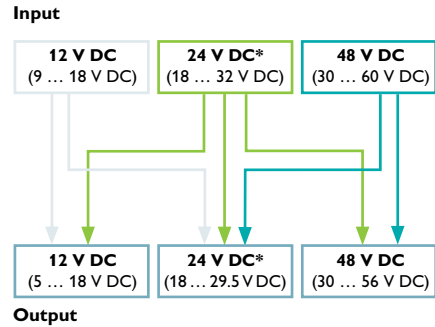 Input
12 V DC 24 V DC* 48 V DC
(9 … 18 V DC) (18 … 32 V DC) (30 … 60 V DC)
12 V DC 24 V DC* 48 V DC
(5 … 18 V DC) (18 … 29.5 V DC) (30 … 56 V DC)
Output